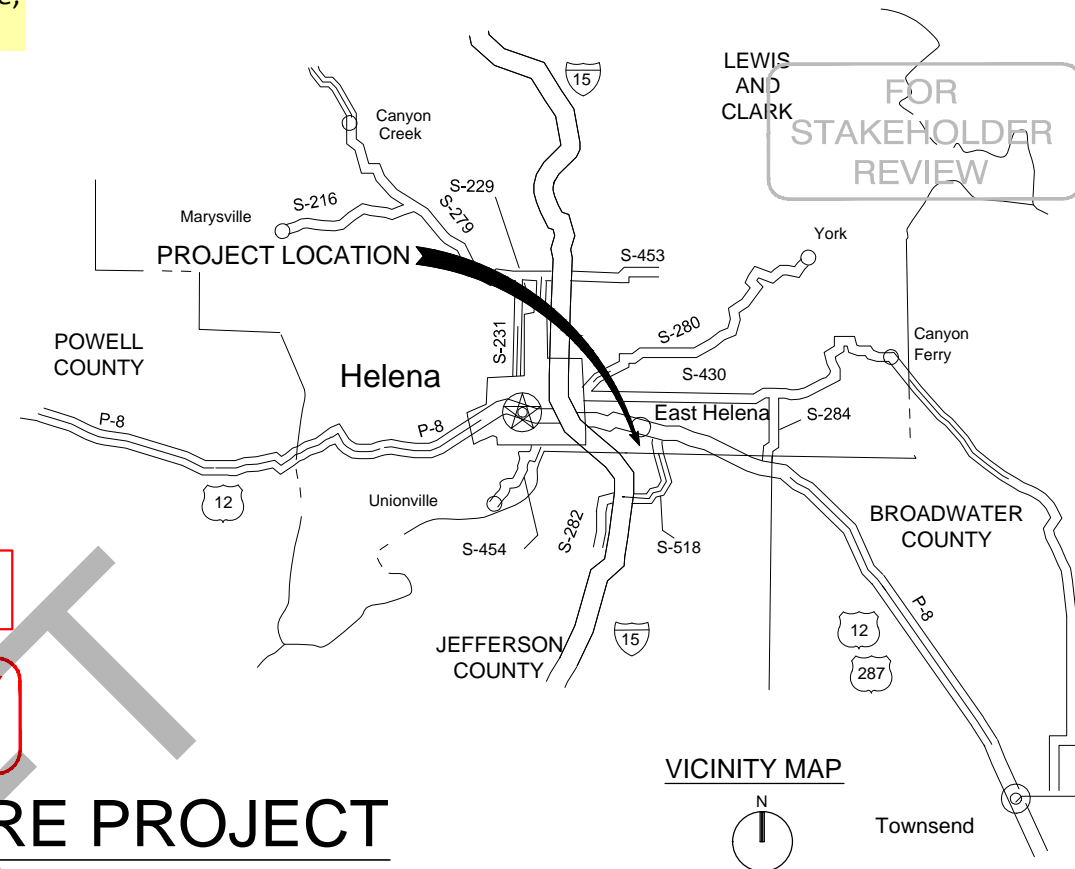 LEWIS
AND
CLARK
FOR
STAKEHOLDER
REVIEW
15
Canyon
Creek
S-229
S-216
S-279
Marysville
York
PROJECT LOCATION
S-453
S-280
S-231
POWELL
COUNTY
Canyon
Ferry
Helena
S-430
East Helena
S-284
P-8
P-8
12
Unionville
S-454
S-282
S-518
BROADWATER
COUNTY
P-8
JEFFERSON
COUNTY
15
12
287
VICINITY MAP
N
RE PROJECT
Townsend